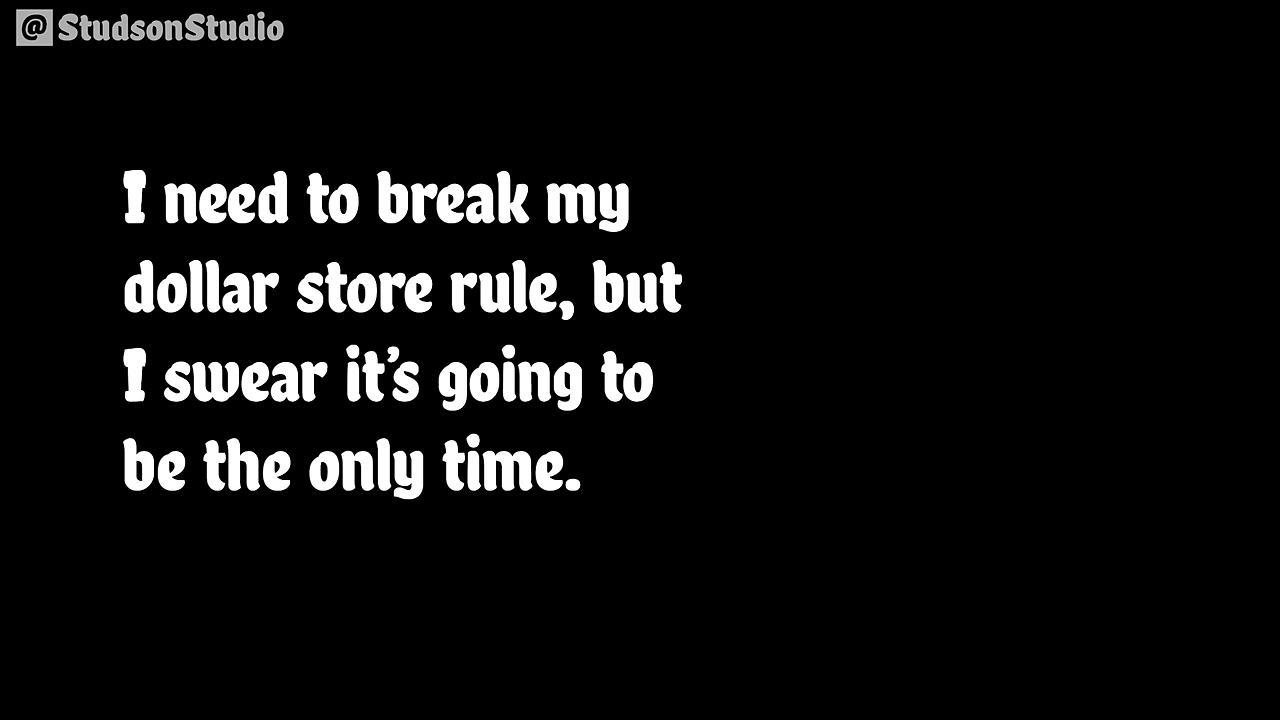 @StudsonStudio
I need to break my
dollar store rule, but
I swear it’s going to
be the only time.